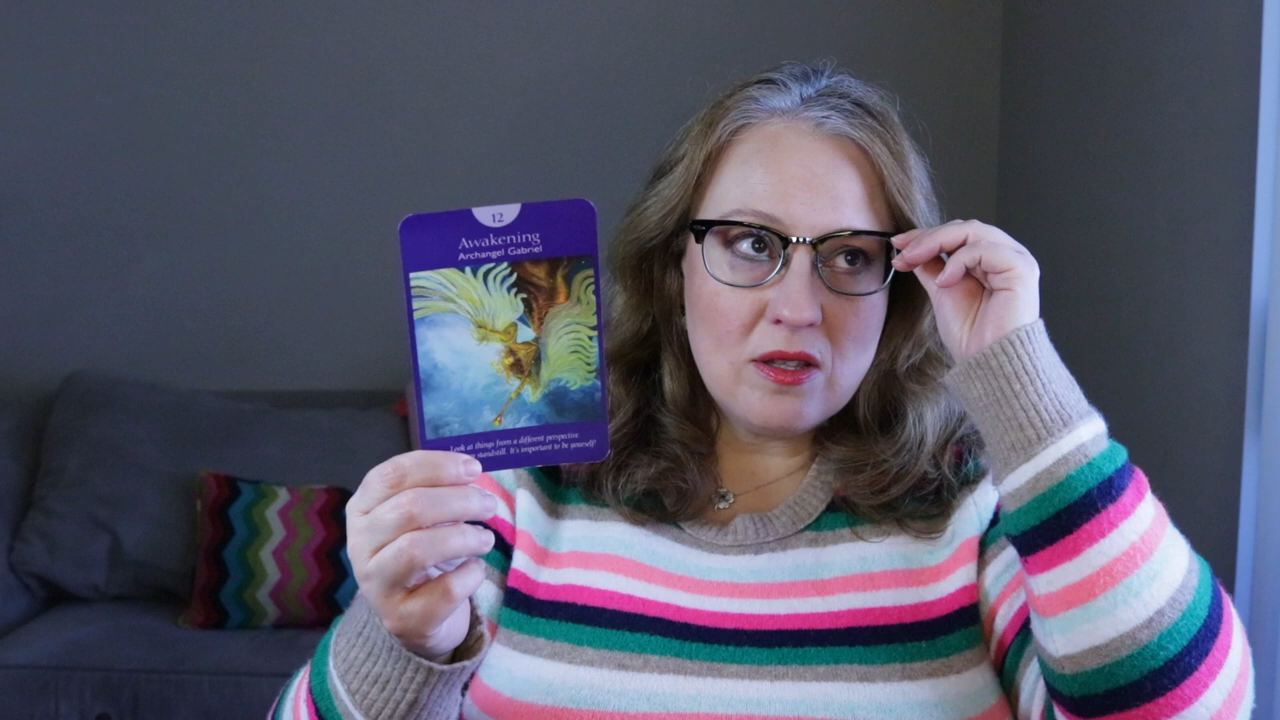 12
Awakening
Archangel Gabriel
Look at things from a different perspective
standstill. It's important to be yourself!